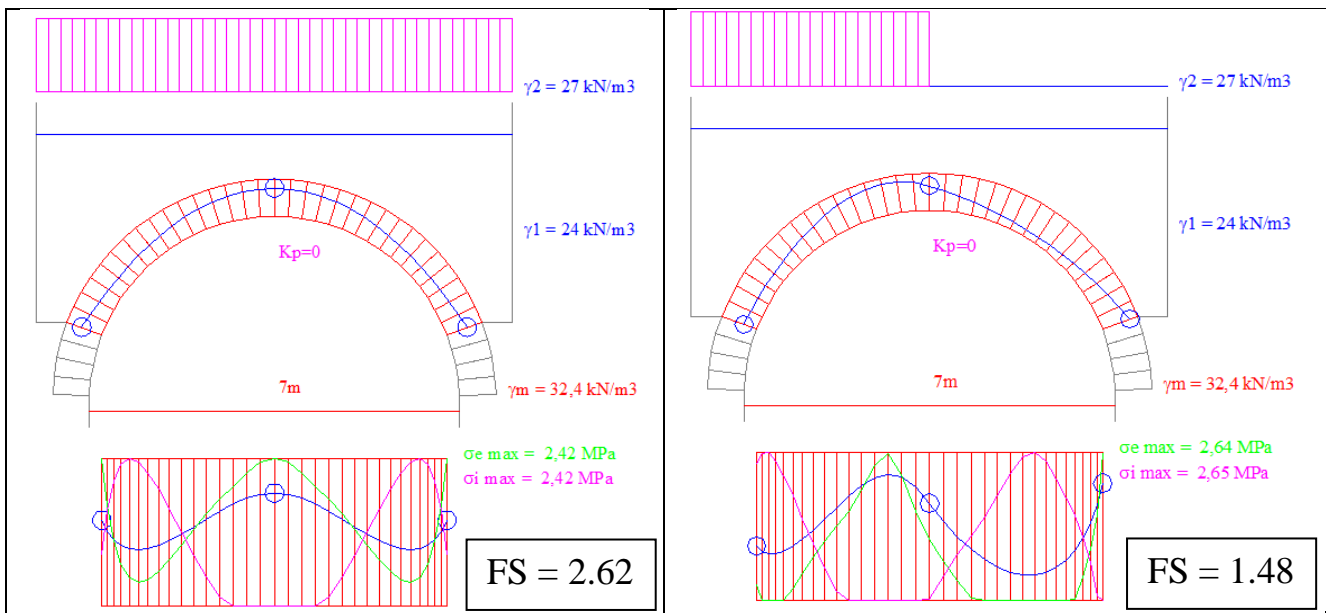 γ2 = 27 kN/m3
γ1 = 24 kN/m3
Kp=0
7m
γm = 32,4 kN/m3
σe max = 2,42 MPa
σi max = 2,42 MPa
FS = 2.62
γ2 = 27 kN/m3
γ1 = 24 kN/m3
Kp=0
7m
γm = 32,4 kN/m3
σe max = 2,64 MPa
σi max = 2,65 MPa
FS = 1.48